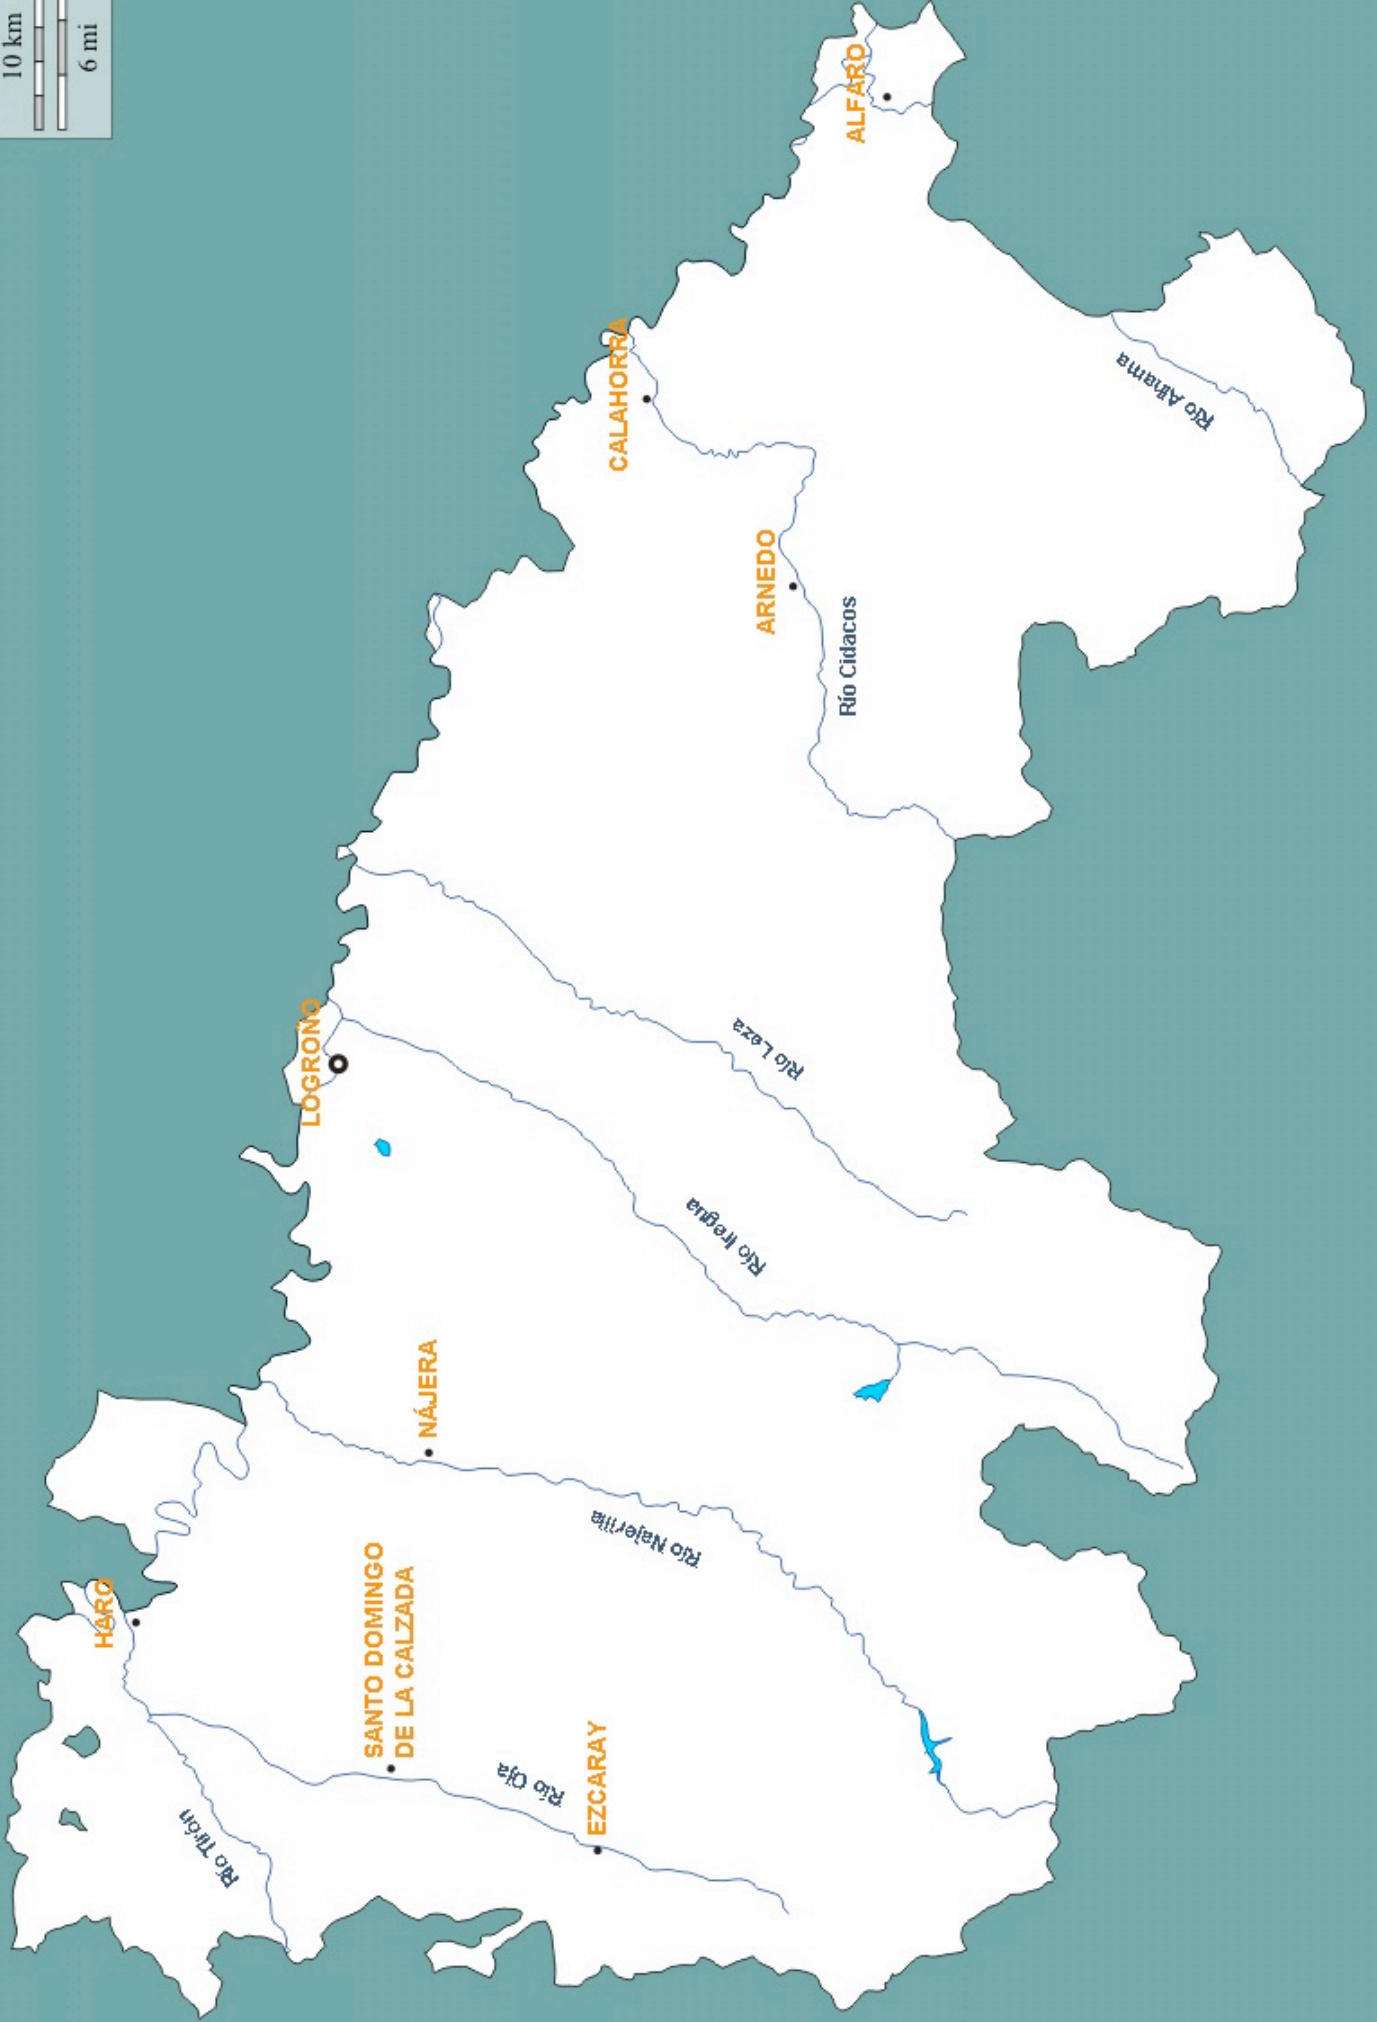 10 km
6 mi
HARO
Río Tirón
SANTO DOMINGO
DE LA CALZADA
Río Oja
EZCARAY
NÁJERA
Río Najerilla
LOGROÑO
Río Iregua
Río Leza
CALAHORRA
ARNEDO
Río Cidacos
ALFARO
Río Alhama